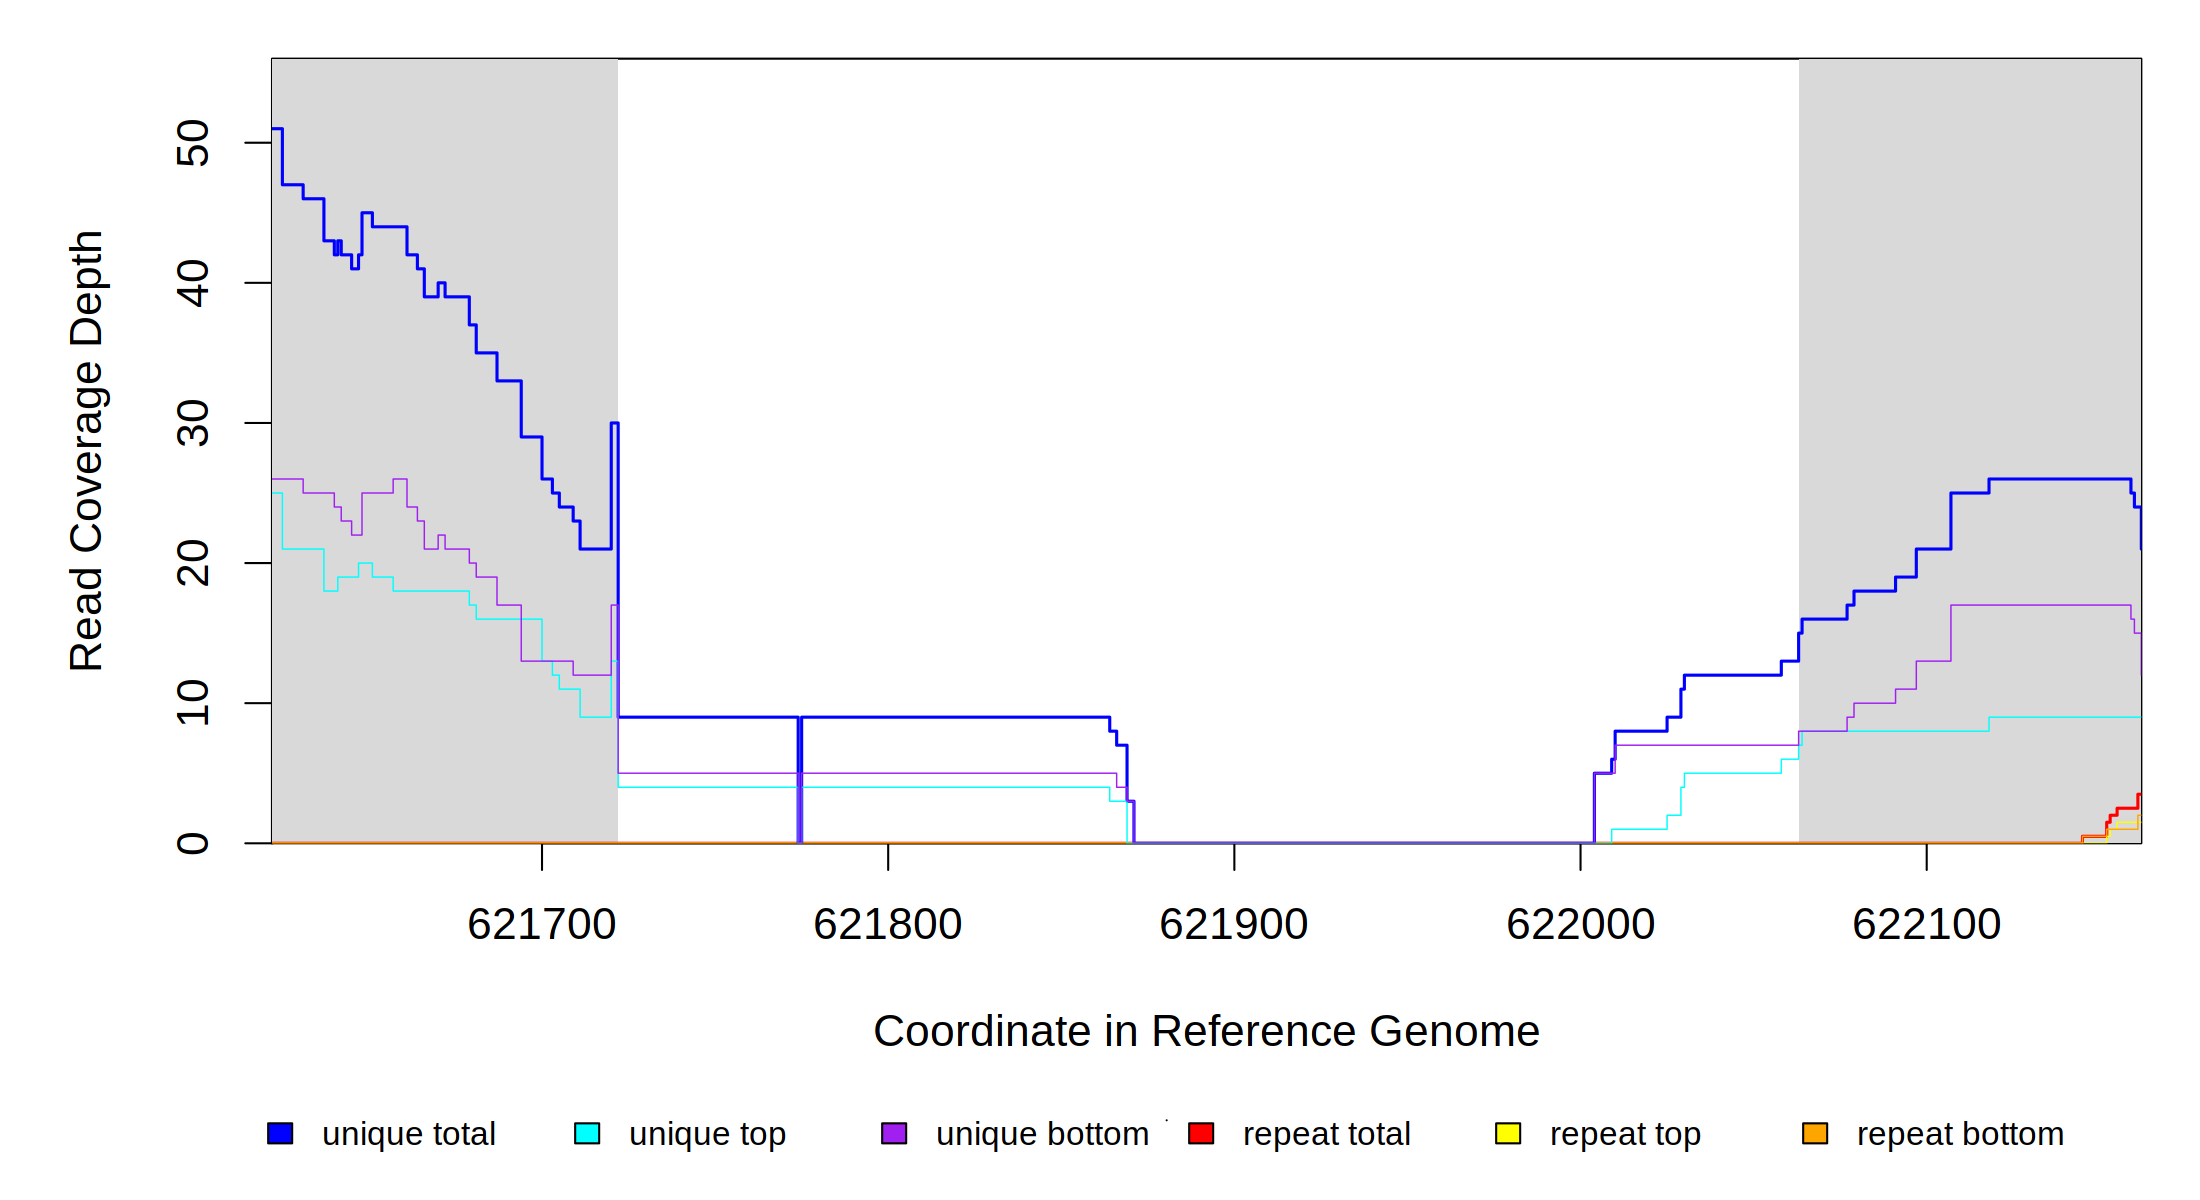 Read Coverage Depth
50
40
30
20
10
0
621700 621800 621900 622000 622100
Coordinate in Reference Genome
unique total unique top unique bottom repeat total repeat top repeat bottom